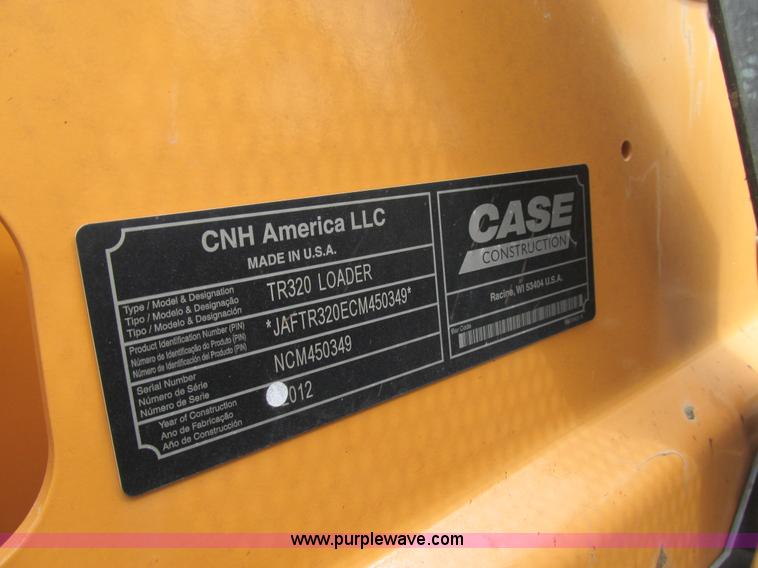 CNH America LLC
MADE IN U.S.A.
Type / Model & Designation
Tipo / Modelo & Designação
Tipo / Modelo & Designación
TR320 LOADER
Product Identification Number (PIN)
Número de Identificação do Produto (PIN)
Número de Identificación del Producto (PIN)
*JAFTR320ECM450349*
Serial Number
Número de Série
Número de Serie
NCM450349
Year of Construction
Ano de Fabricação
Año de Construcción
012
CASE
CONSTRUCTION
Racine, WI 53404 U.S.A.
Bar Code
www.purplewave.com